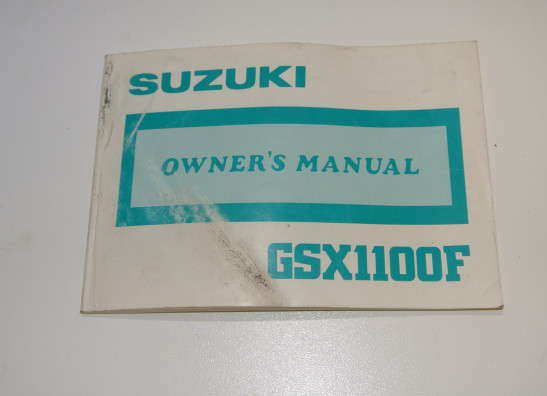 SUZUKI
OWNER'S MANUAL
GSX1100F